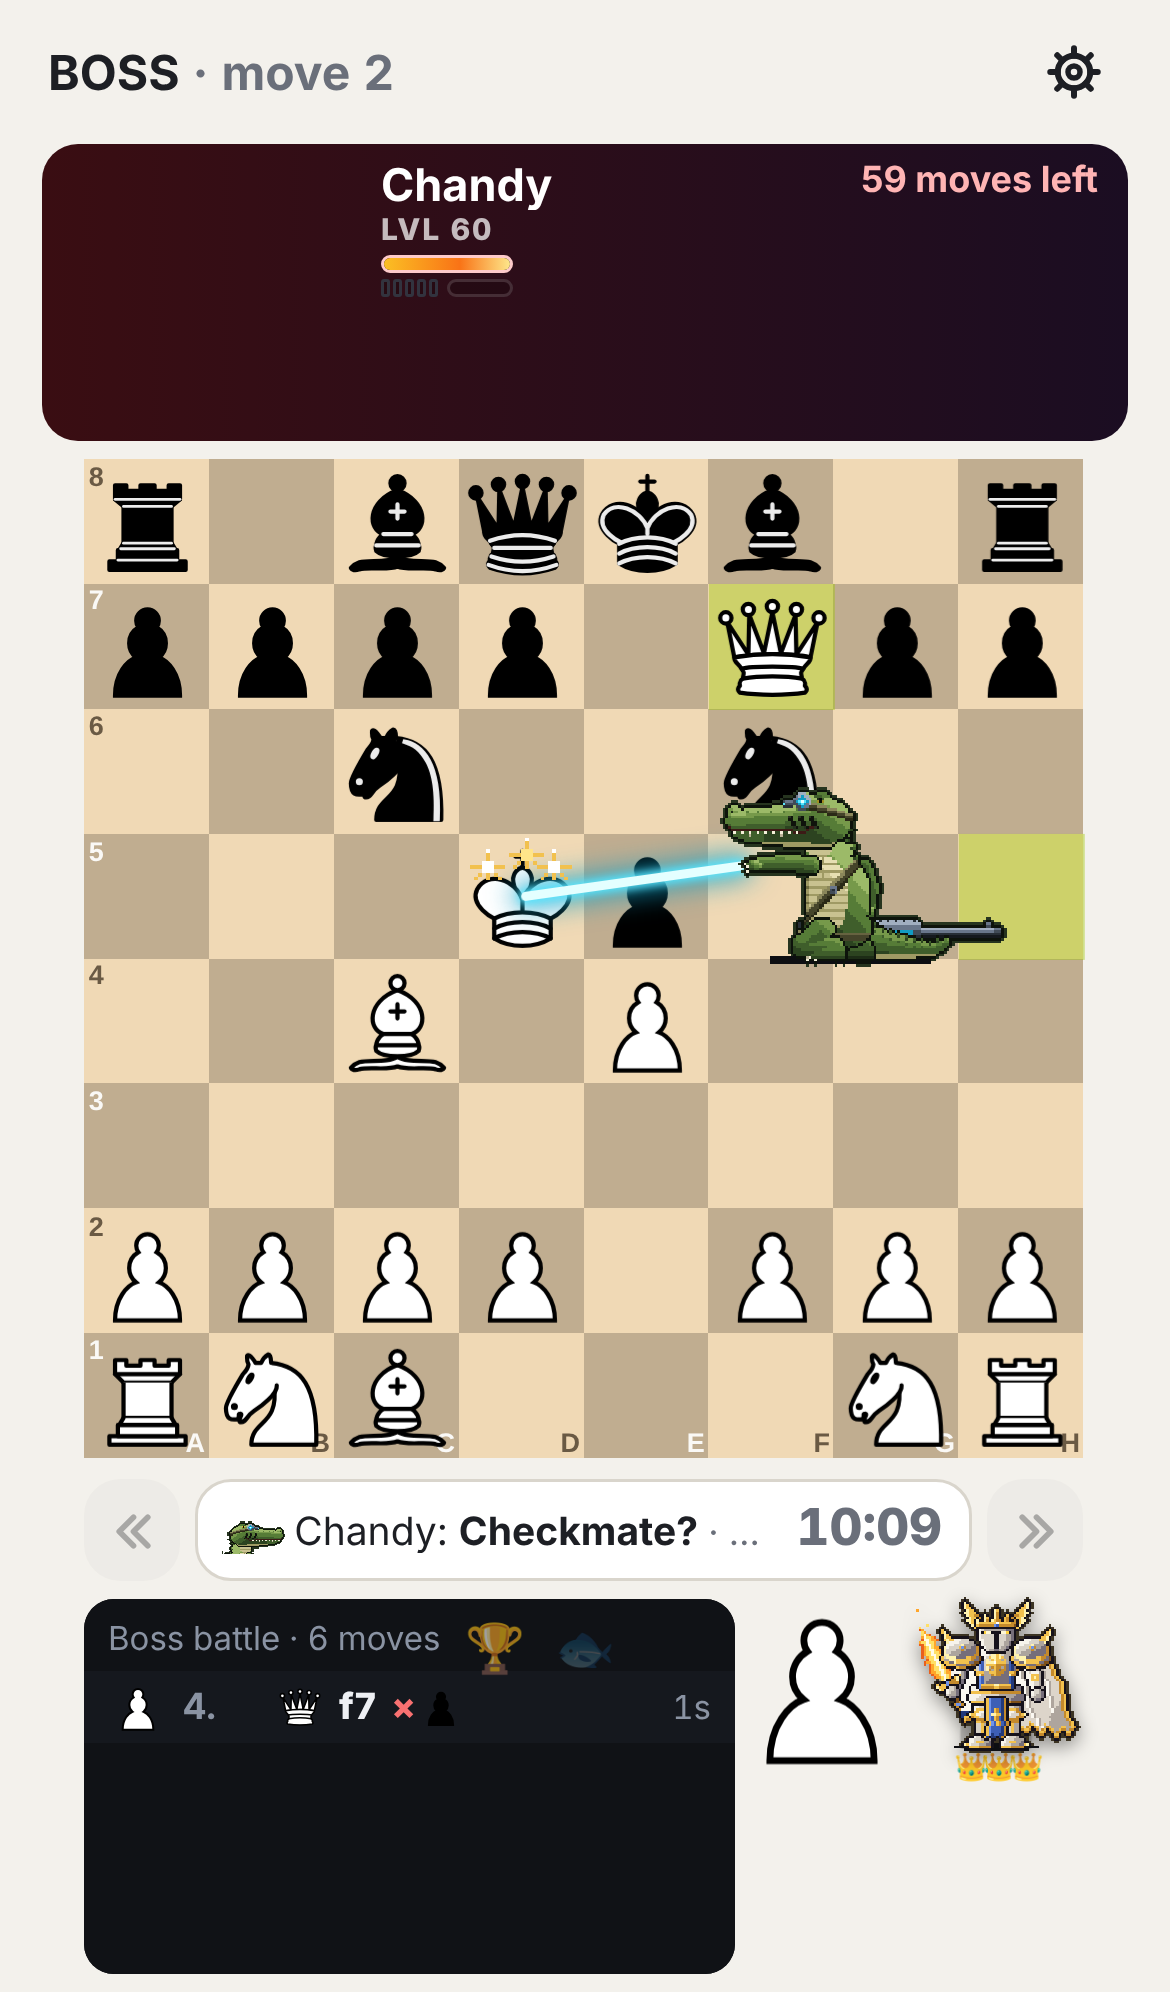 BOSS · move 2
Chandy
59 moves left
LVL 60
8
7
6
5
4
3
2
1
A B C D E F G H
Chandy: Checkmate? · ...
10:09
Boss battle · 6 moves
4. f7 × 1s